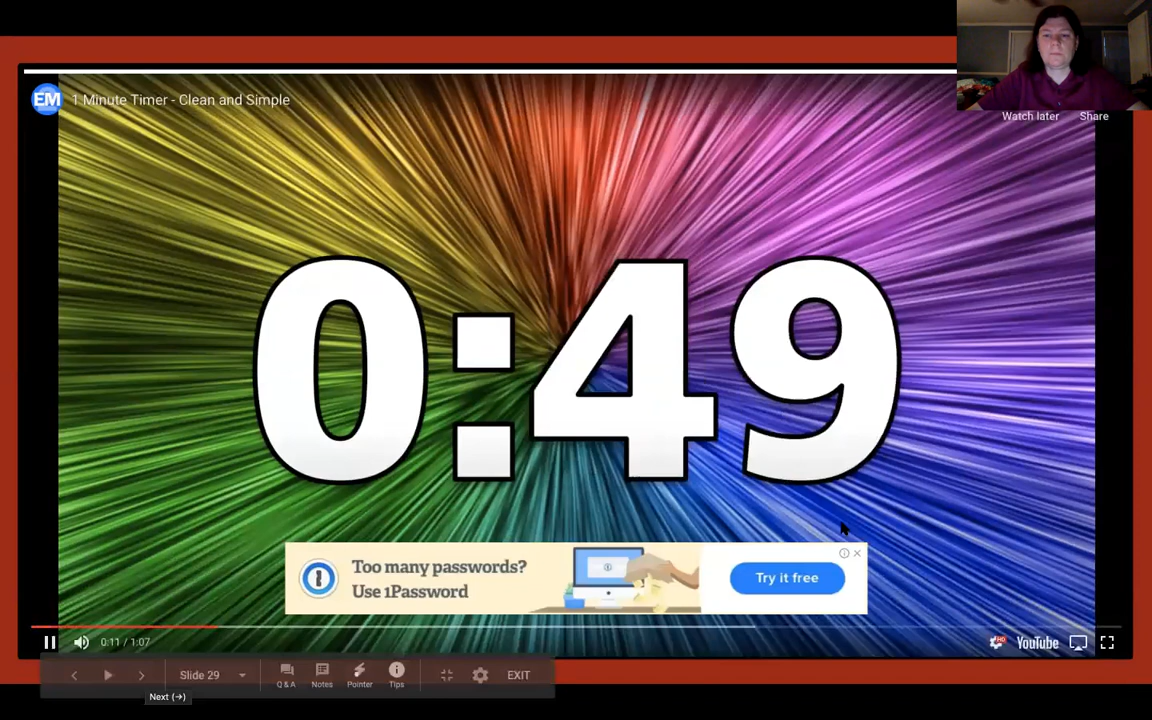 EM
1 Minute Timer - Clean and Simple
Watch later
Share
0:49
Too many passwords?
Use 1Password
Try it free
0:11 / 1:07
HD
YouTube
Slide 29
Q & A
Notes
Pointer
Tips
EXIT
Next (→)